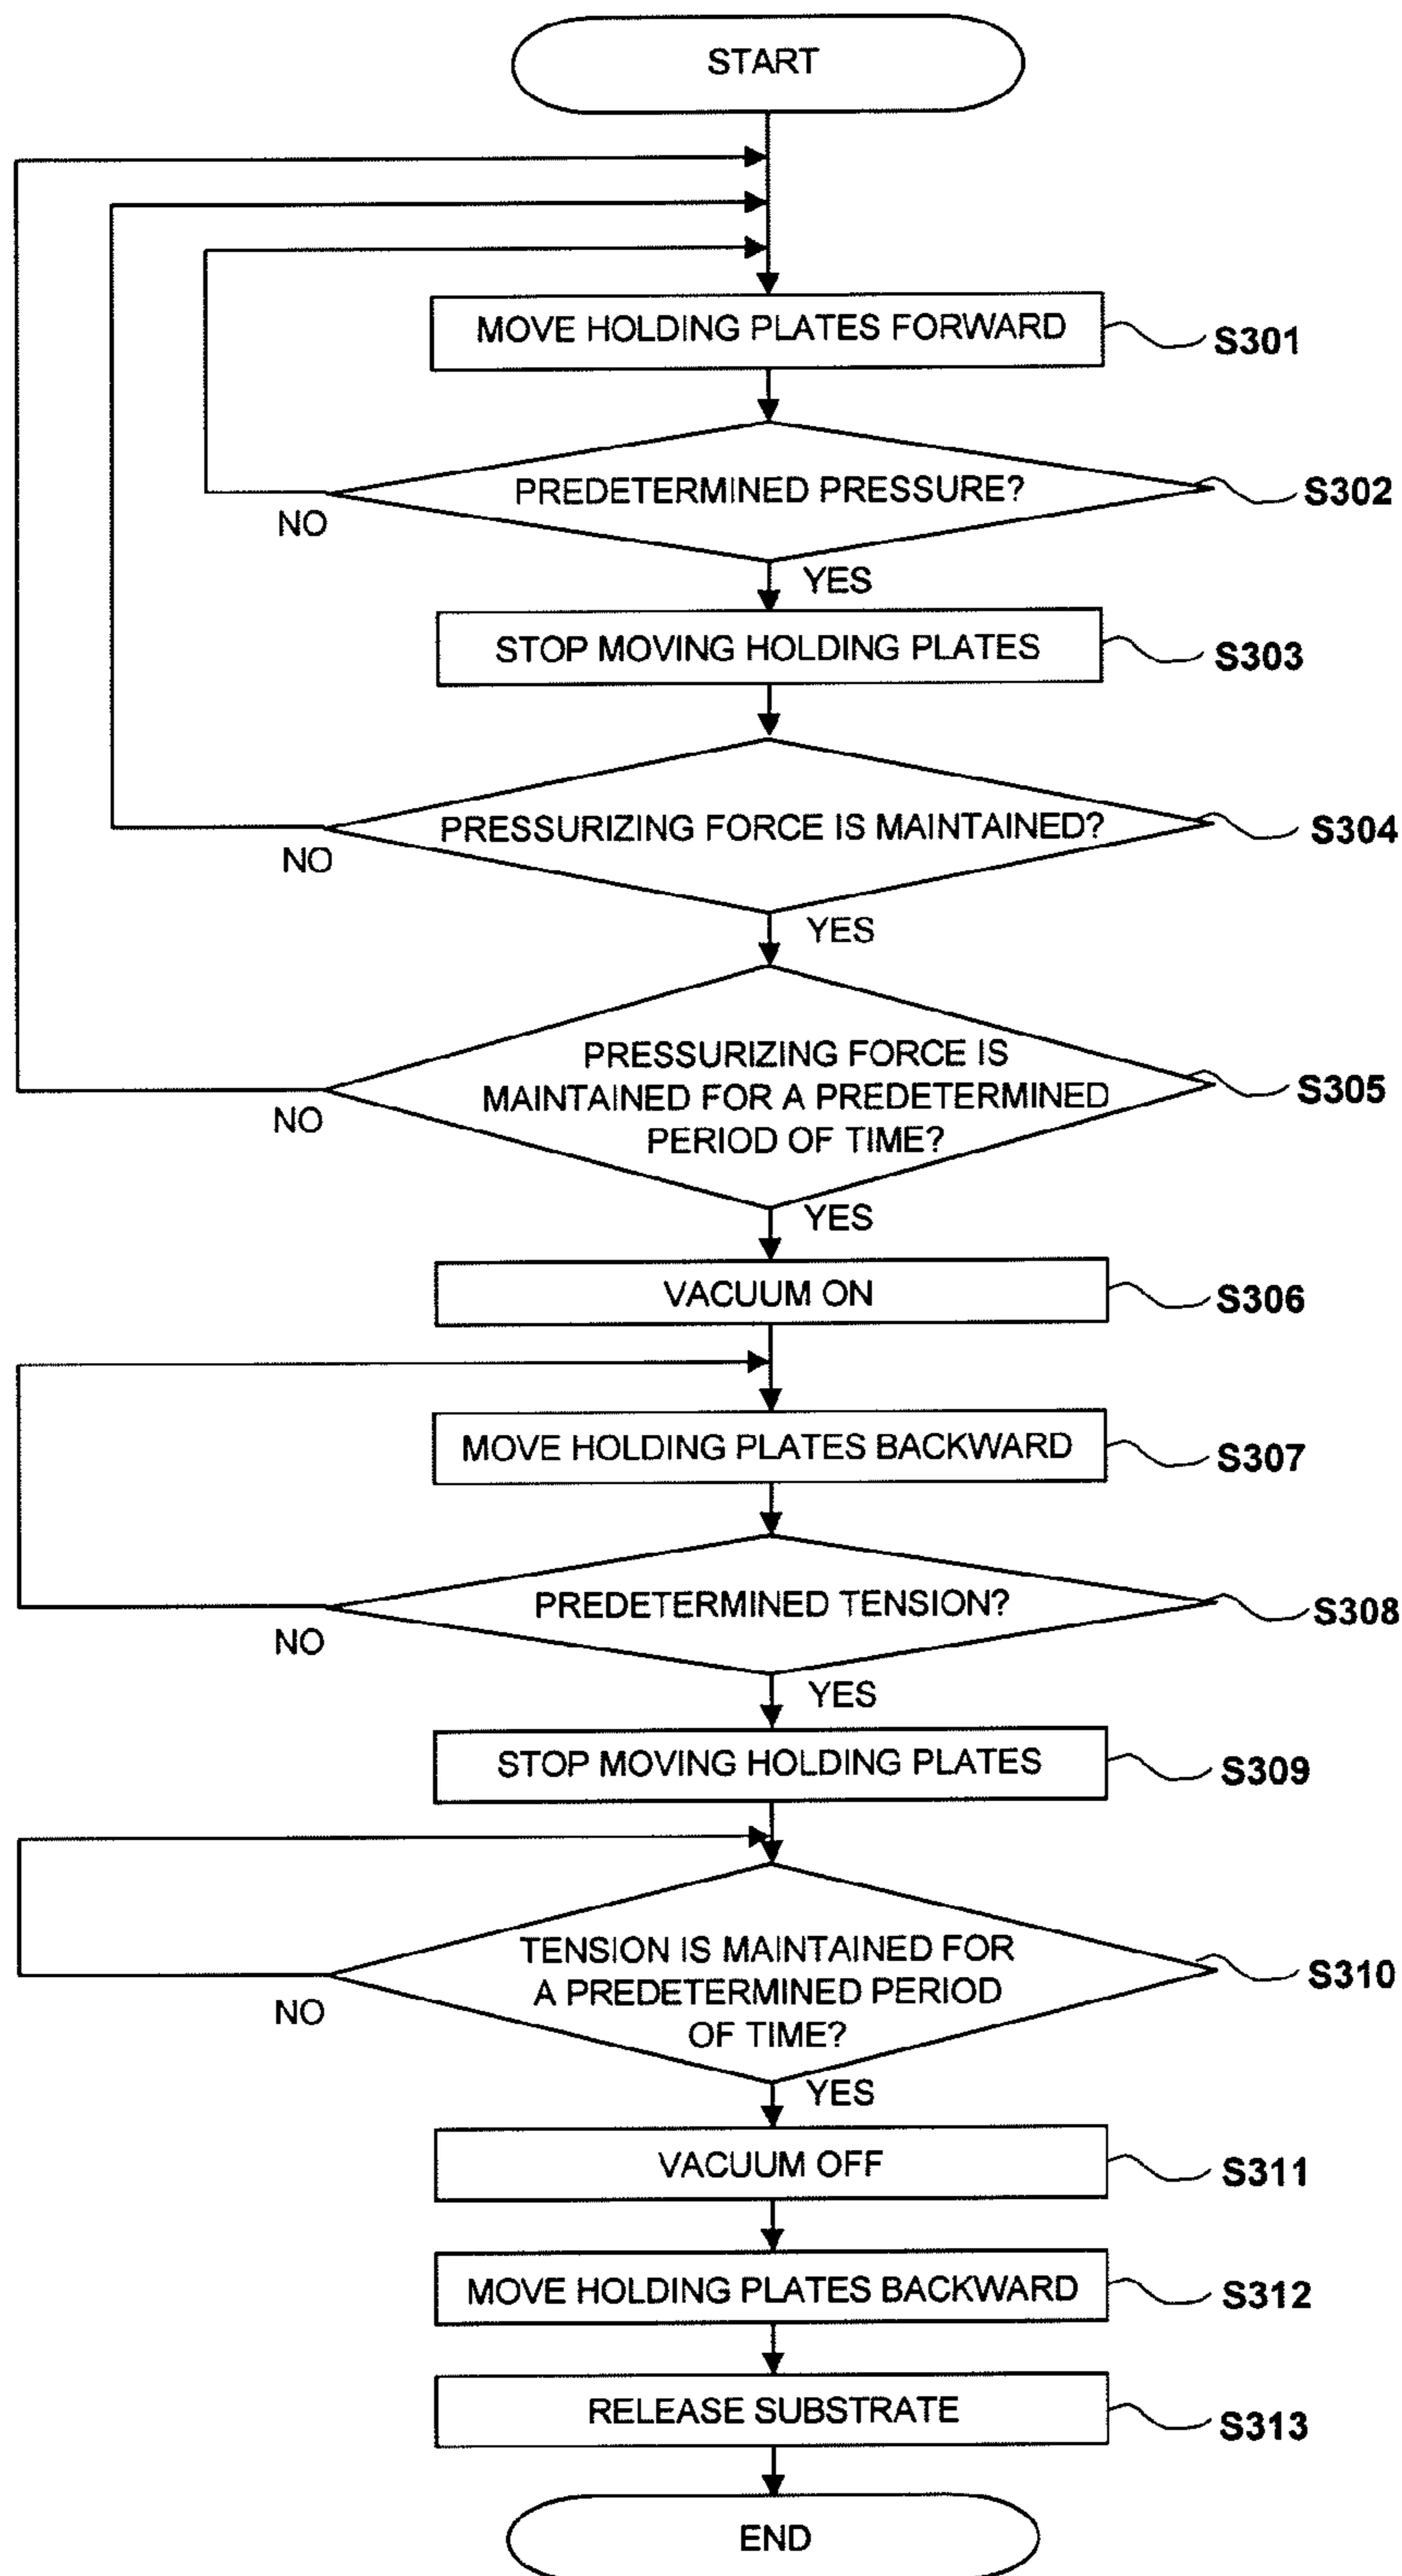 START
MOVE HOLDING PLATES FORWARD
S301
PREDETERMINED PRESSURE?
S302
NO
YES
STOP MOVING HOLDING PLATES
S303
PRESSURIZING FORCE IS MAINTAINED?
S304
NO
YES
PRESSURIZING FORCE IS
MAINTAINED FOR A PREDETERMINED
PERIOD OF TIME?
S305
NO
YES
VACUUM ON
S306
MOVE HOLDING PLATES BACKWARD
S307
PREDETERMINED TENSION?
S308
NO
YES
STOP MOVING HOLDING PLATES
S309
TENSION IS MAINTAINED FOR
A PREDETERMINED PERIOD
OF TIME?
S310
NO
YES
VACUUM OFF
S311
MOVE HOLDING PLATES BACKWARD
S312
RELEASE SUBSTRATE
S313
END